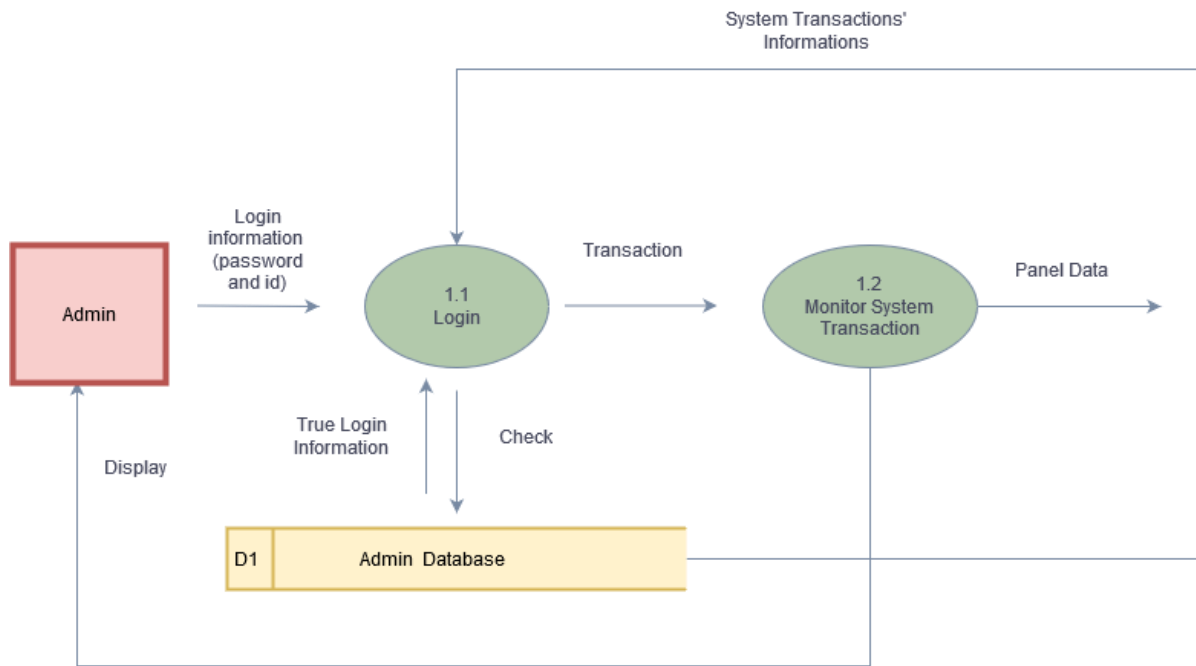 System Transactions'
Informations
Login
information
(password
and id)
Transaction
Panel Data
Admin
1.1
Login
1.2
Monitor System
Transaction
True Login
Information
Check
Display
D1
Admin Database